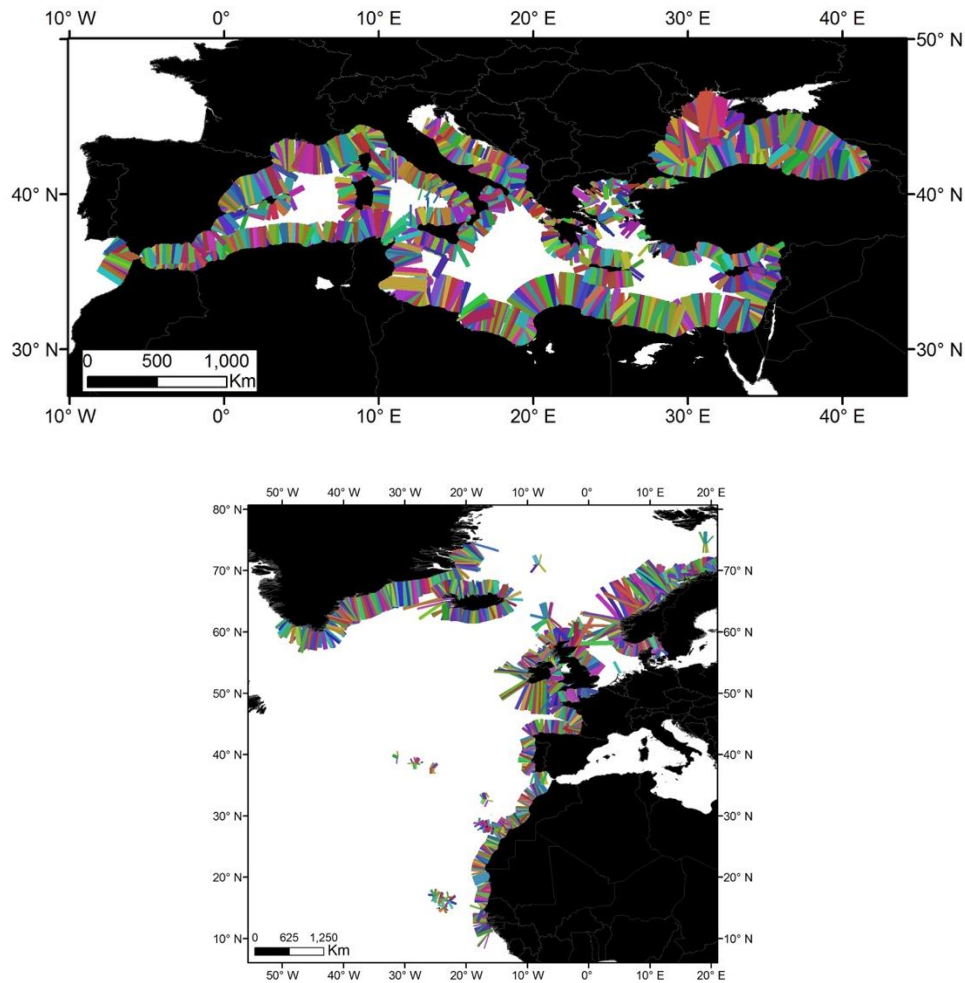 10° W 0° 10° E 20° E 30° E 40° E
50° N
40° N 40° N
30° N 30° N
0 500 1,000
Km
10° W 0° 10° E 20° E 30° E 40° E
50° W 40° W 30° W 20° W 10° W 0° 10° E 20° E
80° N 80° N
70° N 70° N
60° N 60° N
50° N 50° N
40° N 40° N
30° N 30° N
20° N 20° N
10° N 10° N
0 625 1,250
Km
50° W 40° W 30° W 20° W 10° W 0° 10° E 20° E